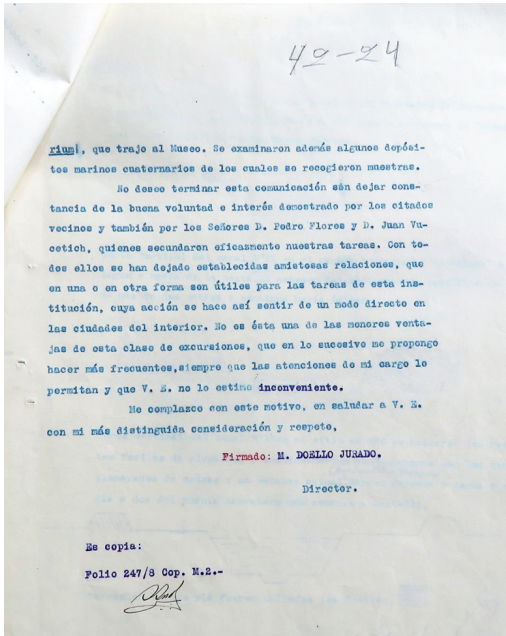 42-24
rium, que trajo al Museo. Se examinaron además algunos depósi-
tos marinos cuaternarios de los cuales se recogieron muestras.
No deseo terminar esta comunicación sn dejar cons-
tancia de la buena voluntad e interés demostrado por los citados
vecinos y también por los Señores D. Pedro Flores y D. Juan Vu-
cetich, quienes secundaron eficazmente nuestras tareas. Con to-
dos ellos se han dejado establecidas amistosas relaciones, que
en una o en otra forma son útiles para las tareas de esta ins-
titución, cuya acción se hace así sentir de un modo directo en
las ciudades del interior. No es ésta una de las menores venta-
jas de esta clase de excursiones, que en lo sucesivo me propongo
hacer más frecuentes,siempre que las atenciones de mi cargo lo
permitan y que V. E. no lo estime inconveniente.
Me complazco con este motivo, en saludar a V. E.
con mi más distinguida consideración y respeto,
Firmado: M. DOELLO JURADO.
Director.
Es copia:
Folio 247/8 Cop. M.2.-